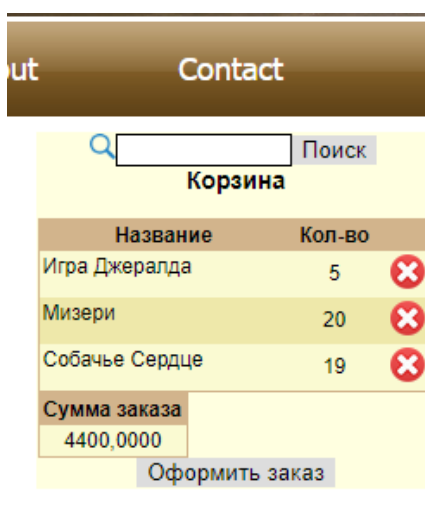 ut Contact
Поиск
Корзина
Название Кол-во
Игра Джералда 5
Мизери 20
Собачье Сердце 19
Сумма заказа
4400,0000
Оформить заказ